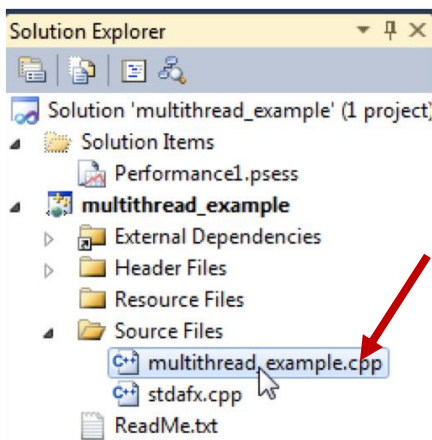 Solution Explorer
Solution 'multithread_example' (1 project)
Solution Items
Performance1.psess
multithread_example
External Dependencies
Header Files
Resource Files
Source Files
C++ multithread_example.cpp
C++ stdafx.cpp
ReadMe.txt